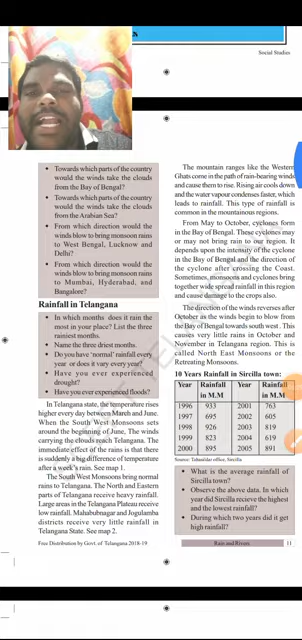 Social Studies
• Towards which parts of the country
would the winds take the clouds
from the Bay of Bengal?
• Towards which parts of the country
would the winds take the clouds
from the Arabian Sea?
• From which direction would the
winds blow to bring monsoon rains
to West Bengal, Lucknow and
Delhi?
• From which direction would the
winds blow to bring monsoon rains
to Mumbai, Hyderabad, and
Bangalore?
Rainfall in Telangana
• In which months does it rain the
most in your place? List the three
rainiest months.
• Name the three driest months.
• Do you have 'normal' rainfall every
year or does it vary every year?
• Have you ever experienced
drought?
• Have you ever experienced floods?
In Telangana state, the temperature rises
higher every day between March and June.
When the South West Monsoons sets
around the beginning of June. The winds
carrying the clouds reach Telangana. The
immediate effect of the rains is that there
is suddenly a big difference of temperature
after a week's rain. See map 1.
The South West Monsoons bring normal
rains to Telangana. The North and Eastern
parts of Telangana receive heavy rainfall.
Large areas in the Telangana Plateau receive
low rainfall. Mahabubnagar and Jogulamba
districts receive very little rainfall in
Telangana State. See map 2.
The mountain ranges like the Western
Ghats come in the path of rain-bearing winds
and cause them to rise. Rising air cools down
and the water vapour condenses faster, which
leads to rainfall. This type of rainfall is
common in the mountainous regions.
From May to October, cyclones form
in the Bay of Bengal. These cyclones may
or may not bring rain to our region. It
depends upon the intensity of the cyclone
in the Bay of Bengal and the direction of
the cyclone after crossing the Coast.
Sometimes, monsoons and cyclones bring
together wide spread rainfall in this region
and cause damage to the crops also.
The direction of the winds reverses after
October as the winds begin to blow from
the Bay of Bengal towards south west . This
causes very little rains in October and
November in Telangana region. This is
called North East Monsoons or the
Retreating Monsoons.
10 Years Rainfall in Sircilla town:
Year Rainfall in M.M Year Rainfall in M.M
1996 933 2001 763
1997 695 2002 605
1998 926 2003 819
1999 823 2004 619
2000 895 2005 891
Source: Tahasildar office, Sircilla
• What is the average rainfall of
Sircilla town?
• Observe the above data. In which
year did Sircilla recieve the highest
and the lowest rainfall?
• During which two years did it get
high rainfall?
Free Distribution by Govt. of Telangana 2018-19
Rain and Rivers 11